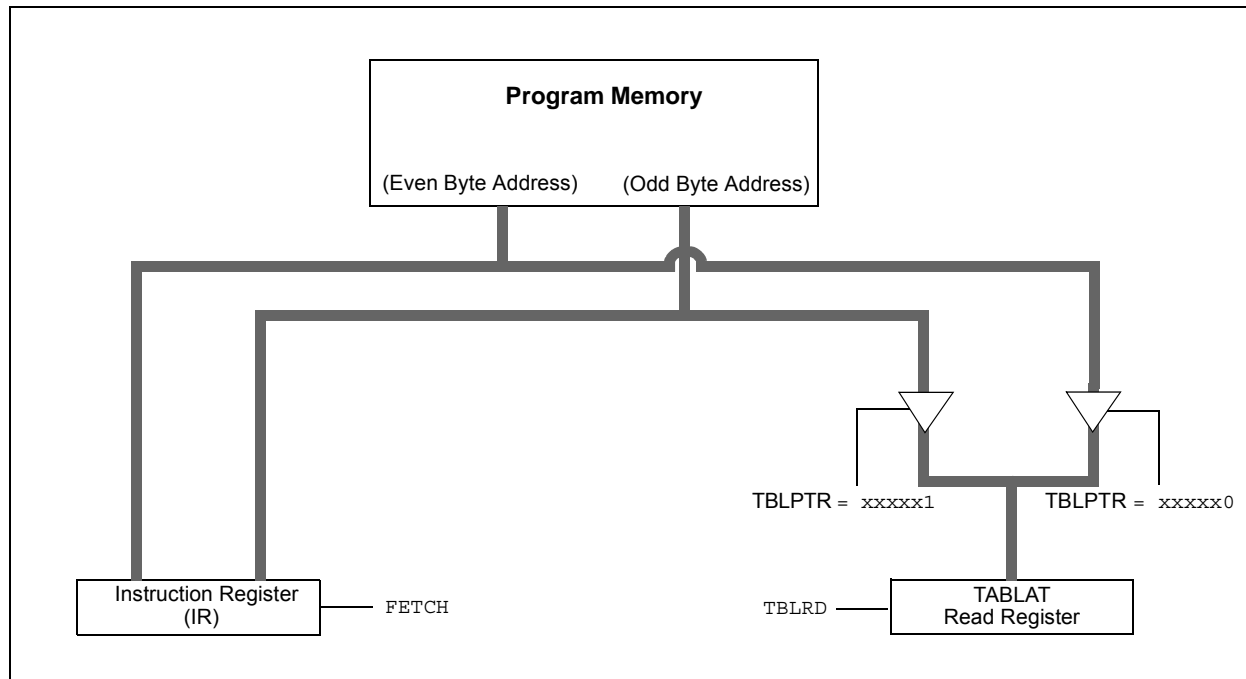 Program Memory
(Even Byte Address) (Odd Byte Address)
TBLPTR = xxxxx1 TBLPTR = xxxxx0
Instruction Register
(IR)
FETCH
TBLRD
TABLAT
Read Register